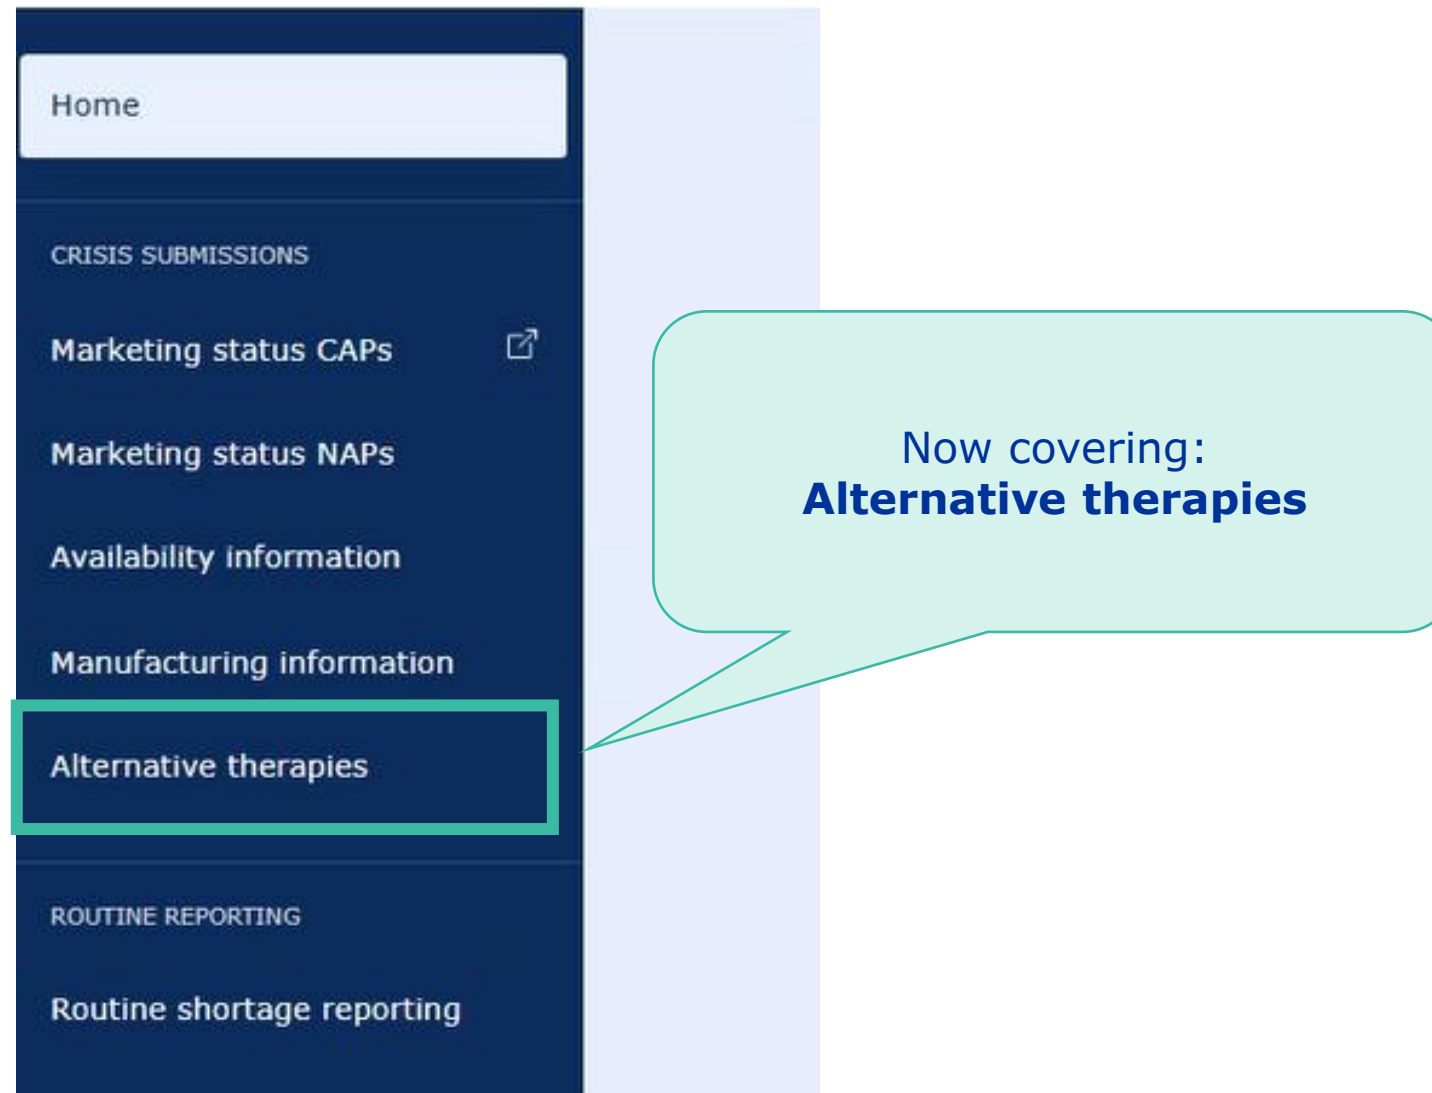 Home
CRISIS SUBMISSIONS
Marketing status CAPs
Marketing status NAPs
Availability information
Manufacturing information
Alternative therapies
ROUTINE REPORTING
Routine shortage reporting
Now covering:
Alternative therapies